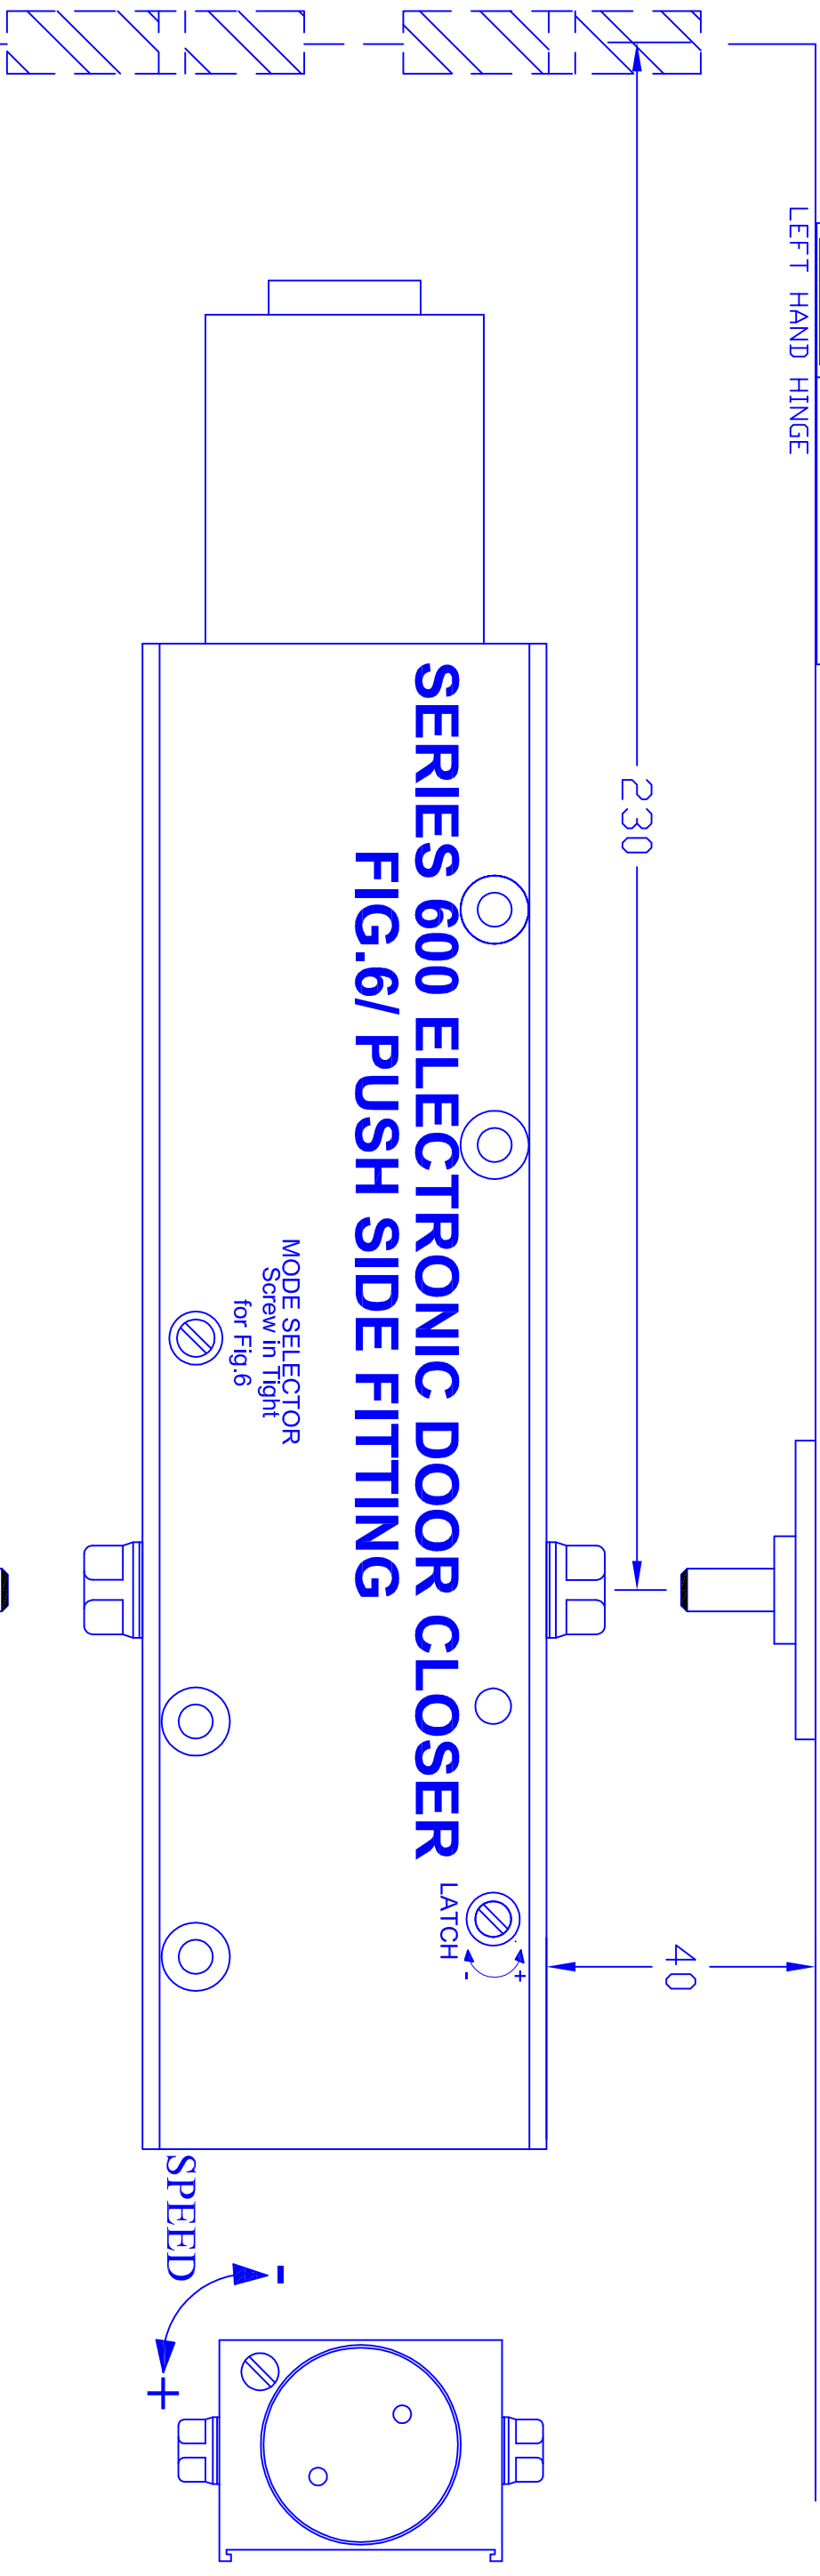 LEFT HAND HINGE
230
40
SERIES 600 ELECTRONIC DOOR CLOSER
FIG.6/ PUSH SIDE FITTING
MODE SELECTOR
Screw in Tight
for Fig.6
LATCH
+
-
SPEED
-
+